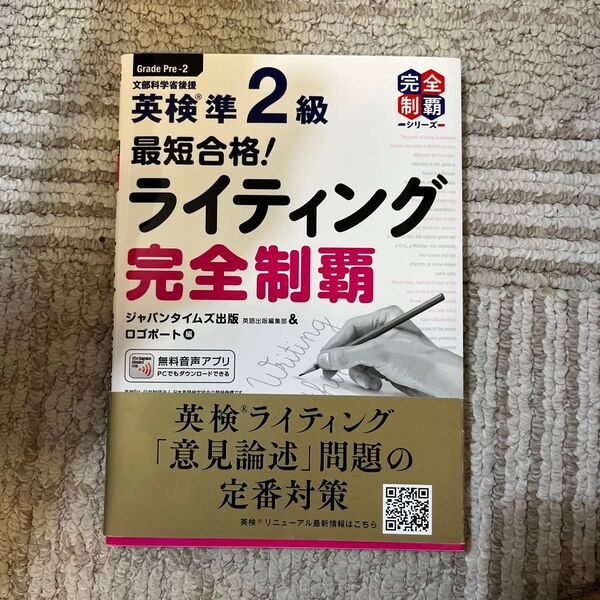 Grade Pre-2
文部科学省後援
英検®準2級
完全
制覇
シリーズ
最短合格!
ライティング
完全制覇
ジャパンタイムズ出版 英語出版編集部&
ロゴポート 編
the japan times 出版
無料音声アプリ
PCでもダウンロードできる
Writing
英検®ライティング
「意見論述」問題の
定番対策
英検®リニューアル最新情報はこちら